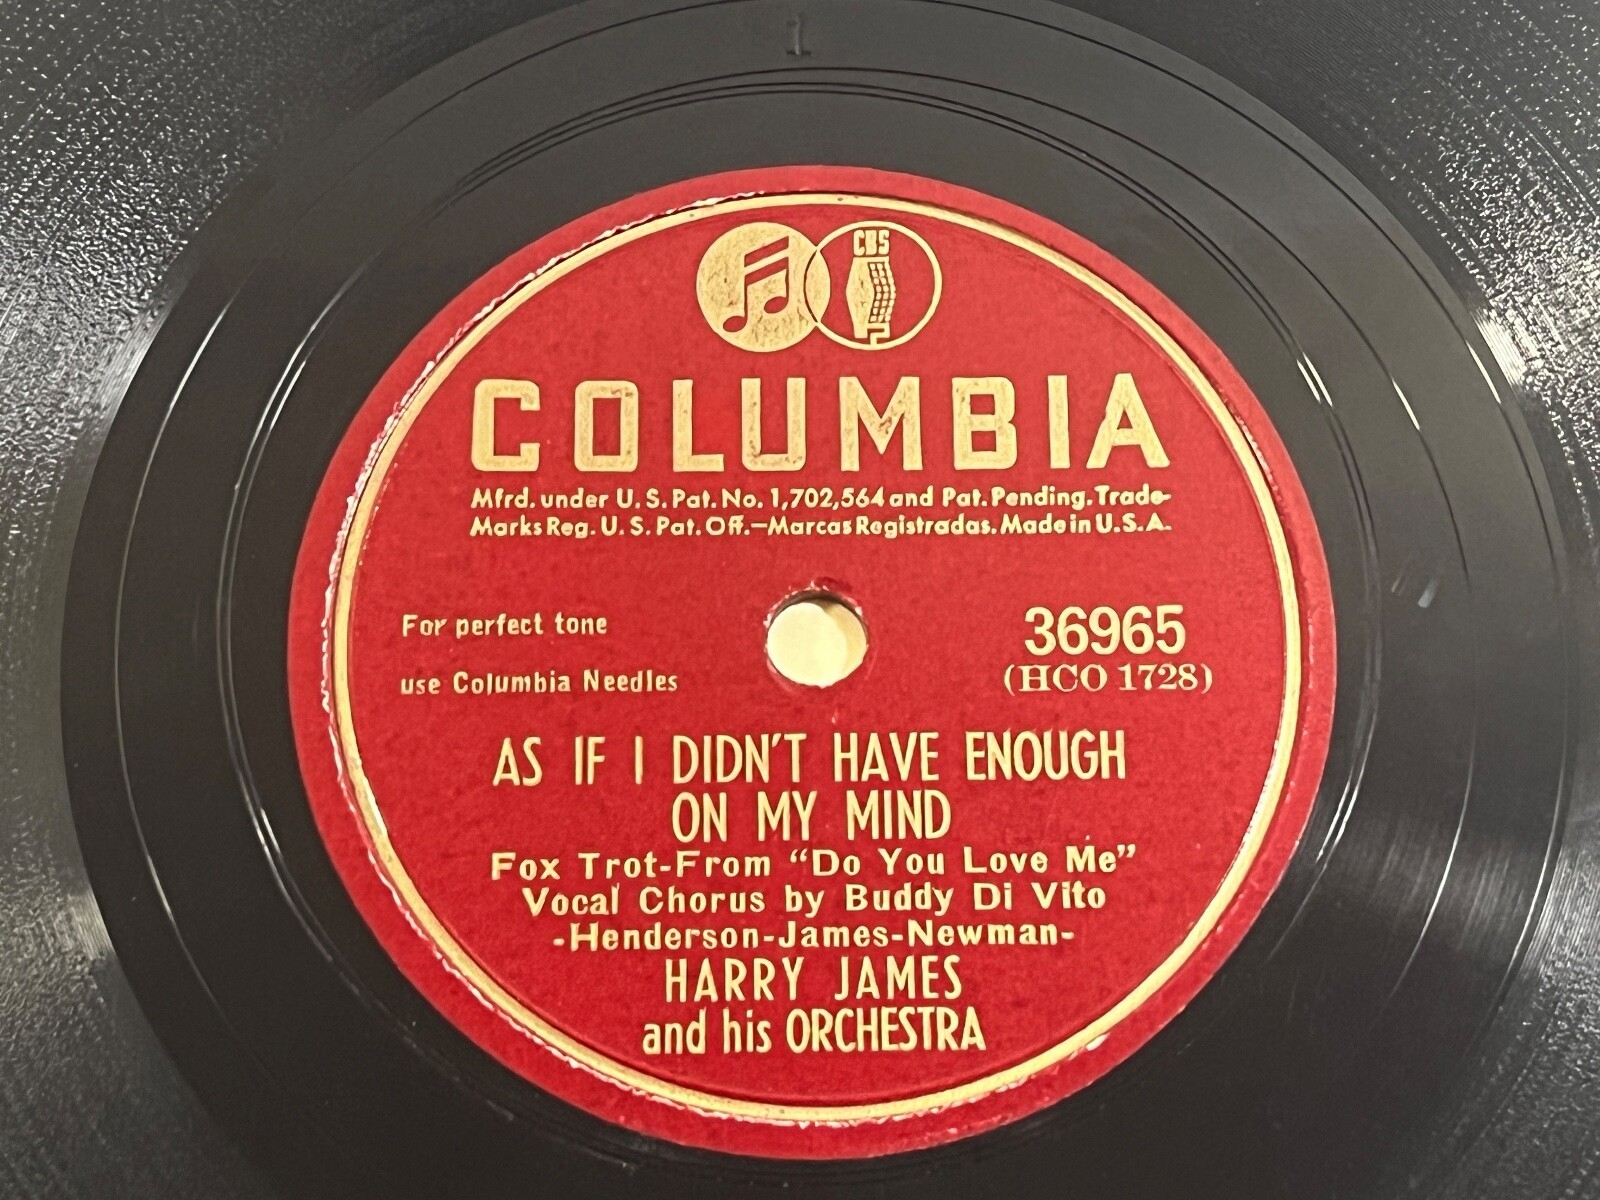 1
CBS
COLUMBIA
Mfrd. under U.S. Pat. No. 1,702,564 and Pat. Pending. Trade-
Marks Reg. U.S. Pat. Off.—Marcas Registradas. Made in U.S.A.
For perfect tone
use Columbia Needles
36965
(HCO 1728)
AS IF I DIDN'T HAVE ENOUGH
ON MY MIND
Fox Trot-From “Do You Love Me”
Vocal Chorus by Buddy Di Vito
-Henderson-James-Newman-
HARRY JAMES
and his ORCHESTRA